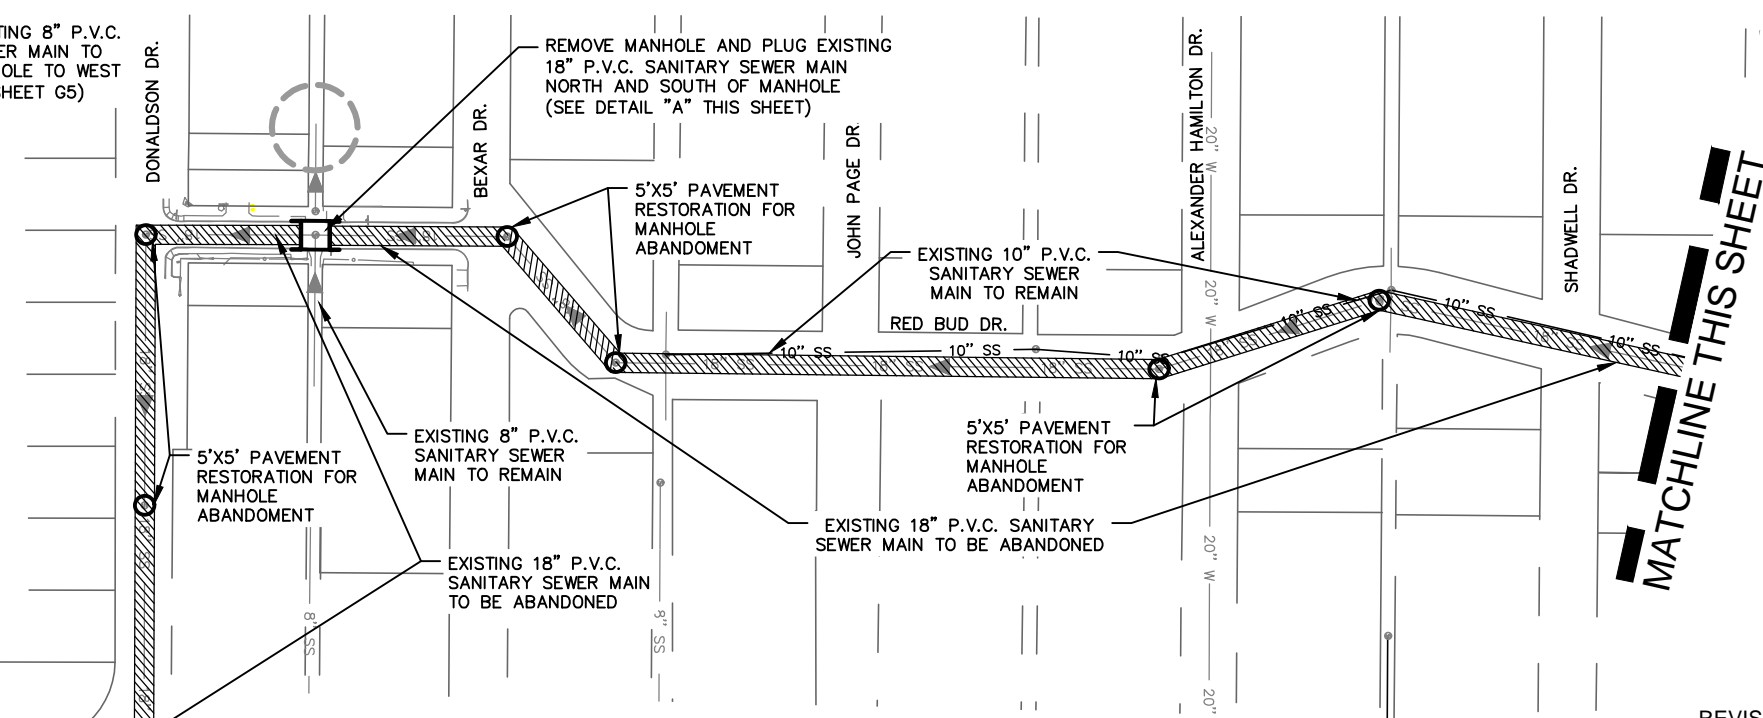 TING 8" P.V.C.
ER MAIN TO
OLE TO WEST
SHEET G5)
DONALDSON DR.
REMOVE MANHOLE AND PLUG EXISTING
18" P.V.C. SANITARY SEWER MAIN
NORTH AND SOUTH OF MANHOLE
(SEE DETAIL "A" THIS SHEET)
BEXAR DR.
5'X5' PAVEMENT
RESTORATION FOR
MANHOLE
ABANDOMENT
JOHN PAGE DR.
ALEXANDER HAMILTON DR.
20" W
SHADWELL DR.
MATCHLINE THIS SHEET
EXISTING 10" P.V.C.
SANITARY SEWER
MAIN TO REMAIN
RED BUD DR.
20" W
10" SS
10" SS
10" SS
10" SS
10" SS
10" SS
EXISTING 8" P.V.C.
SANITARY SEWER
MAIN TO REMAIN
5'X5' PAVEMENT
RESTORATION FOR
MANHOLE
ABANDOMENT
5'X5' PAVEMENT
RESTORATION FOR
MANHOLE
ABANDOMENT
EXISTING 18" P.V.C. SANITARY
SEWER MAIN TO BE ABANDONED
EXISTING 18" P.V.C.
SANITARY SEWER MAIN
TO BE ABANDONED
20" W
8" SS
8" SS
20"
REVIS